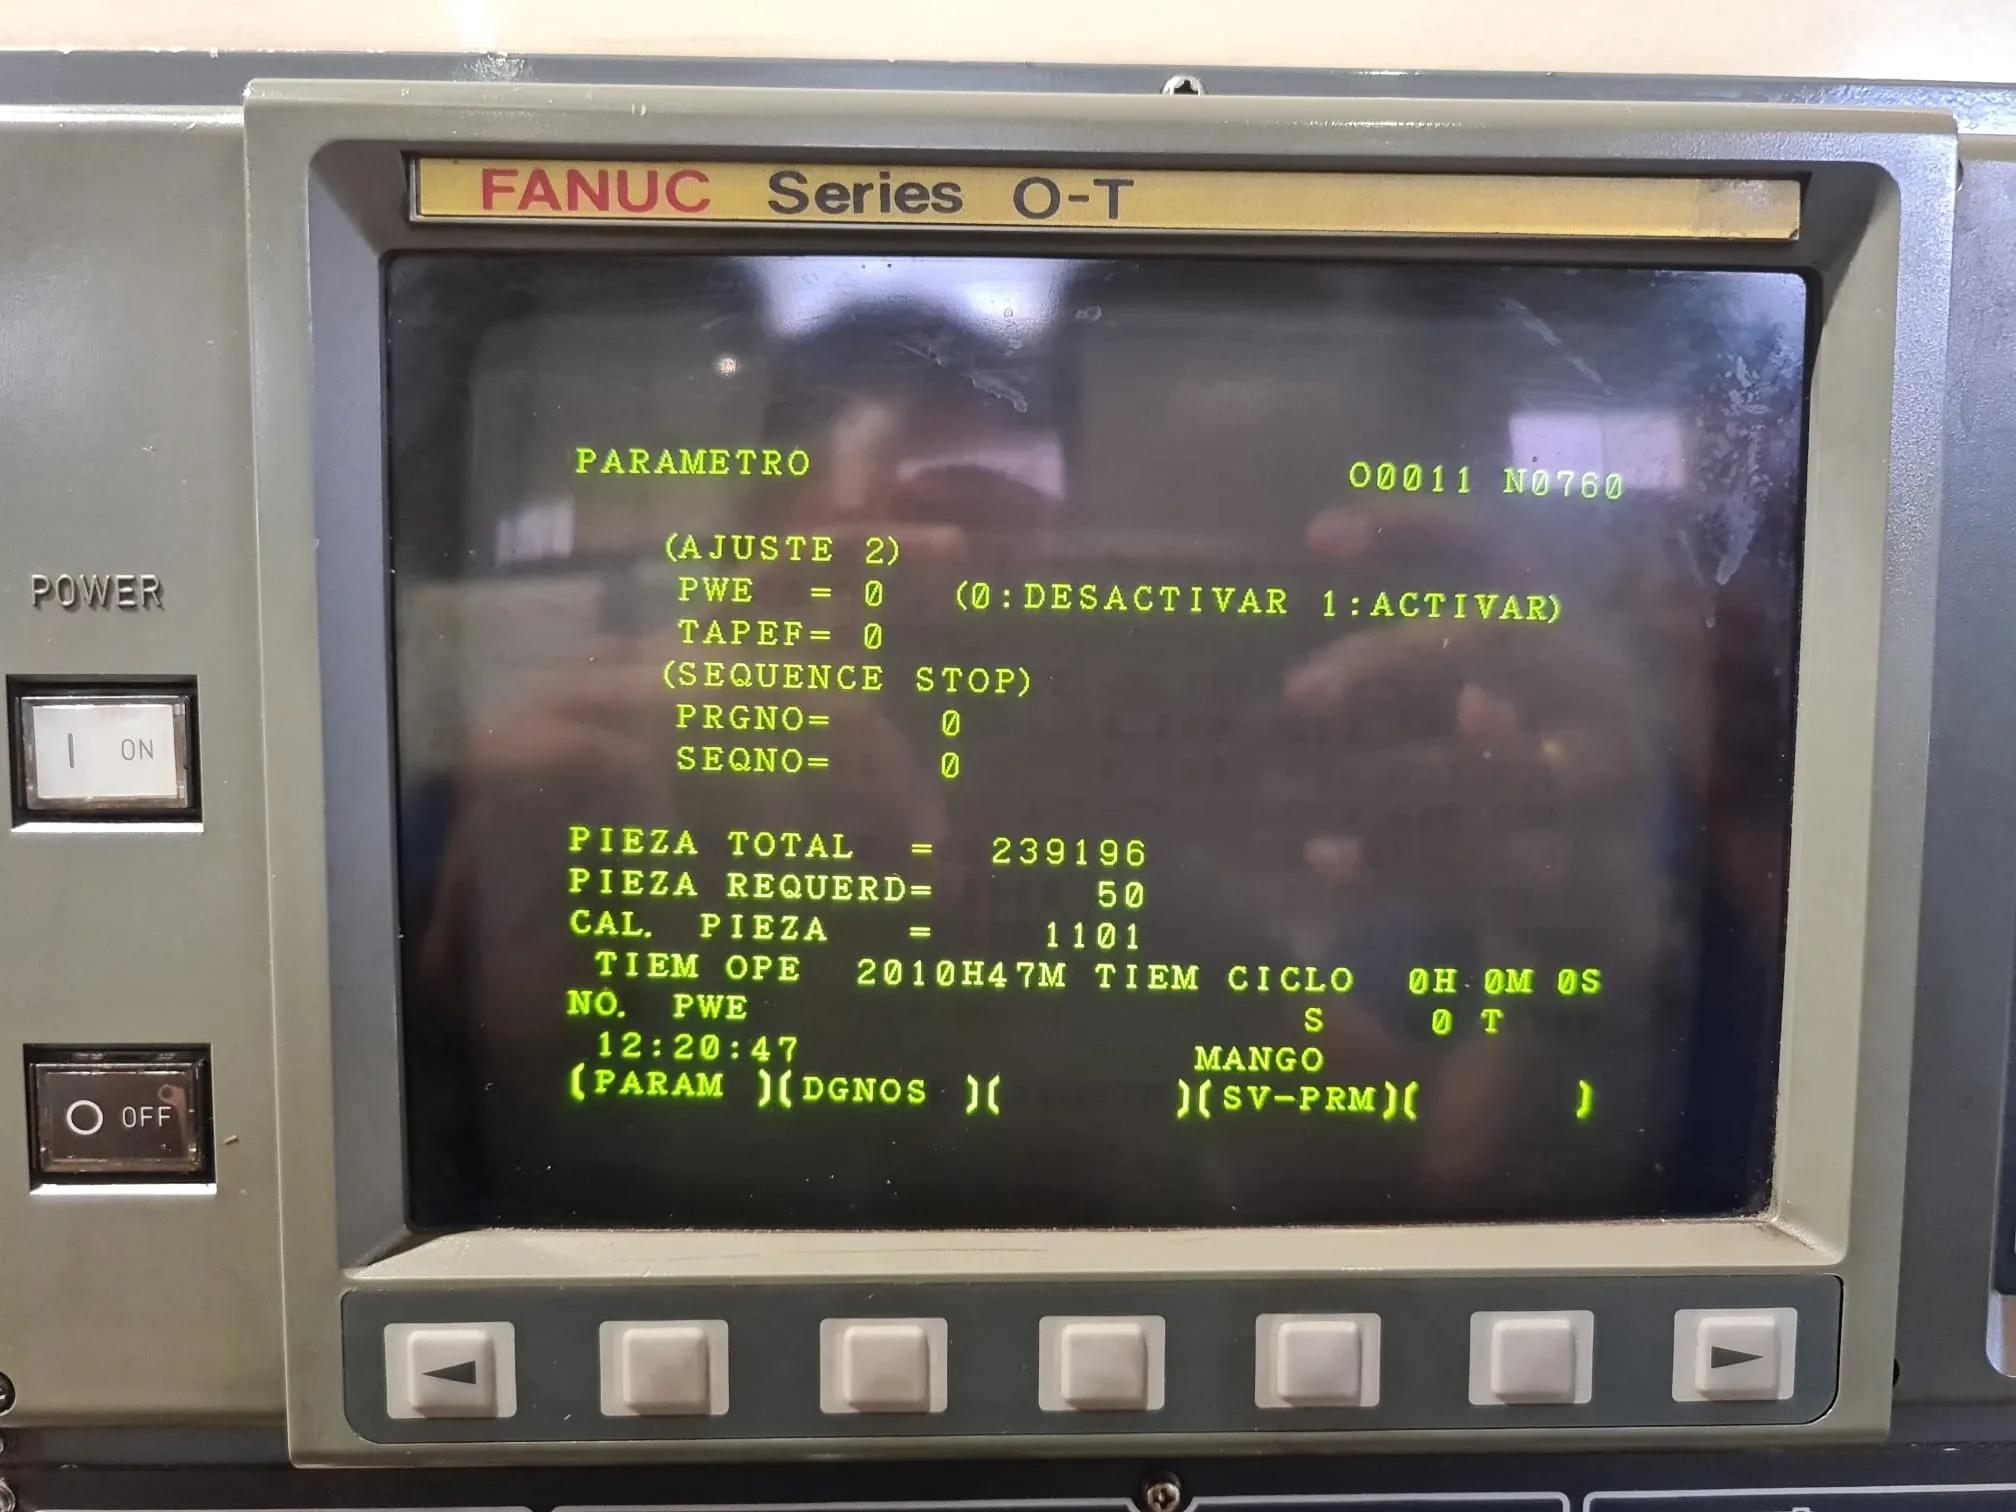 FANUC Series O-T
PARAMETRO O0011 N0760
(AJUSTE 2)
PWE = 0 (0:DESACTIVAR 1:ACTIVAR)
TAPEF= 0
(SEQUENCE STOP)
PRGNO= 0
SEQNO= 0
PIEZA TOTAL = 239196
PIEZA REQUERD= 50
CAL. PIEZA = 1101
TIEM OPE 2010H47M TIEM CICLO 0H 0M 0S
NO. PWE S 0 T
12:20:47 MANGO
(PARAM )(DGNOS )( )(SV-PRM)( )
POWER
| ON
O OFF